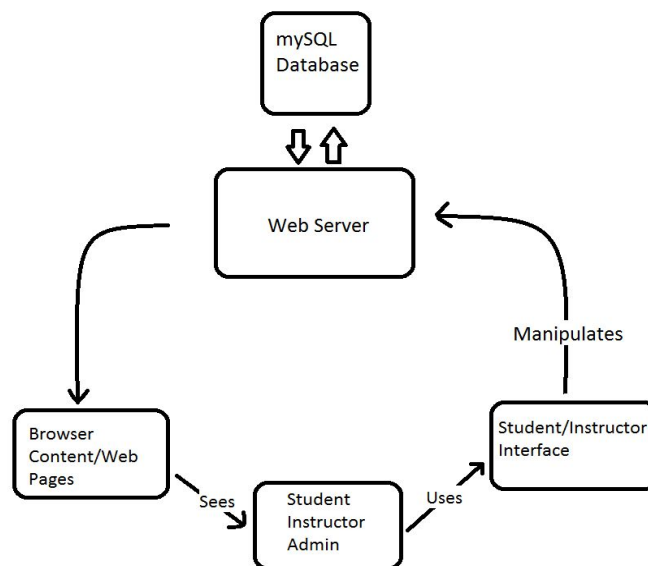 mySQL
Database
Web Server
Manipulates
Browser
Content/Web
Pages
Student/Instructor
Interface
Sees
Uses
Student
Instructor
Admin